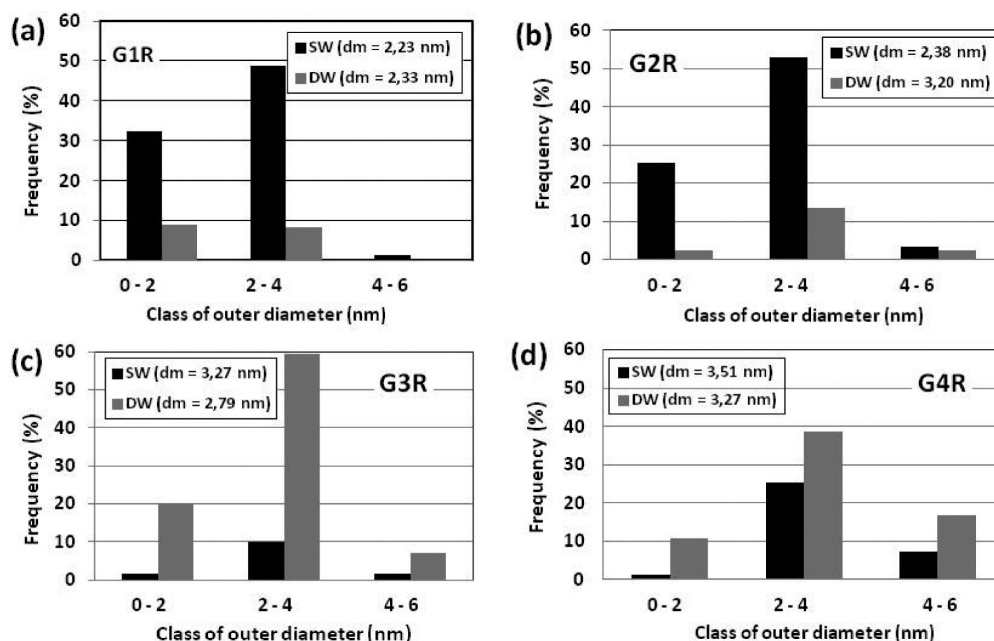 (a)
G1R
SW (dm = 2,23 nm)
DW (dm = 2,33 nm)
Frequency (%)
60
50
40
30
20
10
0
0 - 2
2 - 4
4 - 6
Class of outer diameter (nm)
(b)
G2R
SW (dm = 2,38 nm)
DW (dm = 3,20 nm)
Frequency (%)
60
50
40
30
20
10
0
0 - 2
2 - 4
4 - 6
Class of outer diameter (nm)
(c)
G3R
SW (dm = 3,27 nm)
DW (dm = 2,79 nm)
Frequency (%)
60
50
40
30
20
10
0
0 - 2
2 - 4
4 - 6
Class of outer diameter (nm)
(d)
G4R
SW (dm = 3,51 nm)
DW (dm = 3,27 nm)
Frequency (%)
60
50
40
30
20
10
0
0 - 2
2 - 4
4 - 6
Class of outer diameter (nm)